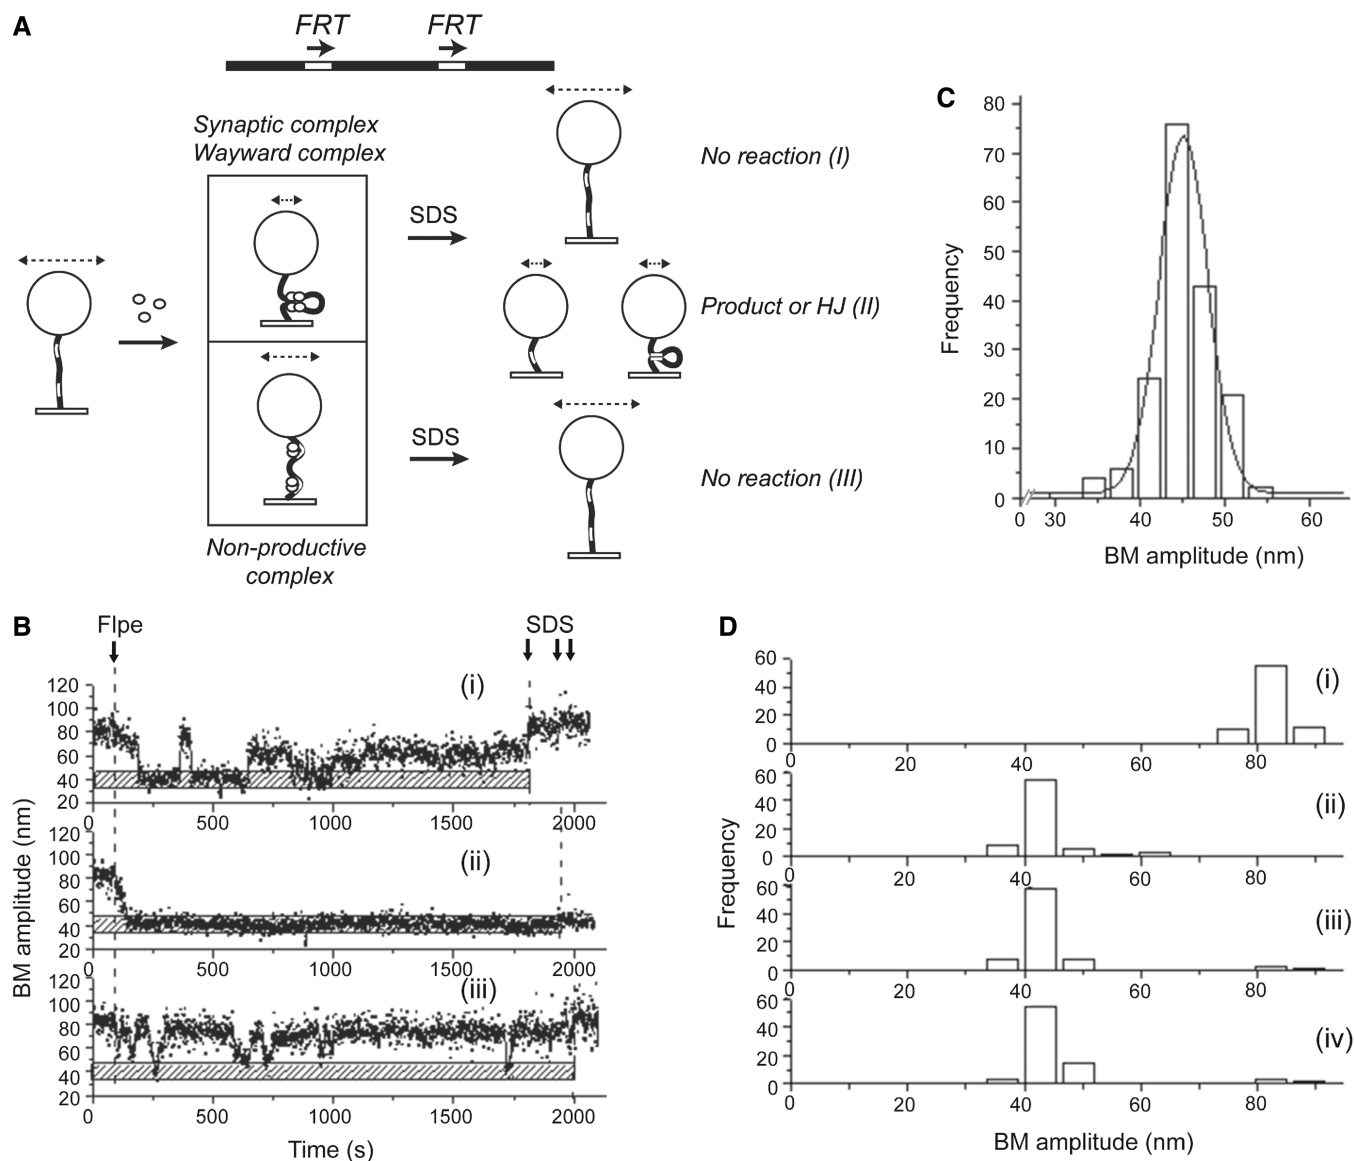 A
FRT FRT
Synaptic complex
Wayward complex
SDS
No reaction (I)
Product or HJ (II)
SDS
No reaction (III)
Non-productive
complex
C
80
70
60
50
40
30
20
10
0
Frequency
0 30 40 50 60
BM amplitude (nm)
B
Flpe
SDS
(i)
120
100
80
60
40
20
0 500 1000 1500 2000
(ii)
120
100
80
60
40
20
0 500 1000 1500 2000
(iii)
120
100
80
60
40
20
0 500 1000 1500 2000
BM amplitude (nm)
Time (s)
D
60
40
20
0
(i)
0 20 40 60 80
60
40
20
0
(ii)
0 20 40 60 80
60
40
20
0
(iii)
0 20 40 60 80
60
40
20
0
(iv)
0 20 40 60 80
Frequency
BM amplitude (nm)